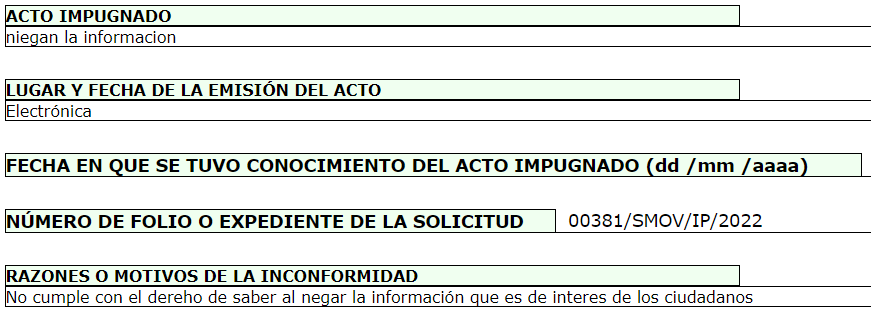 ACTO IMPUGNADO
niegan la informacion
LUGAR Y FECHA DE LA EMISIÓN DEL ACTO
Electrónica
FECHA EN QUE SE TUVO CONOCIMIENTO DEL ACTO IMPUGNADO (dd /mm /aaaa)
NÚMERO DE FOLIO O EXPEDIENTE DE LA SOLICITUD 00381/SMOV/IP/2022
RAZONES O MOTIVOS DE LA INCONFORMIDAD
No cumple con el dereho de saber al negar la información que es de interes de los ciudadanos